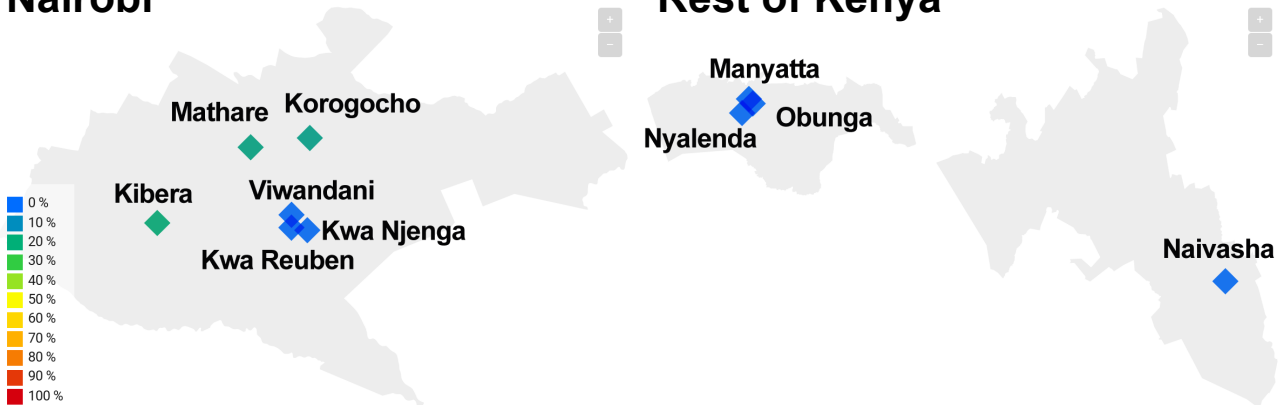 Nairobi
Rest of Kenya
+
−
+
−
Mathare
Korogocho
Kibera
Viwandani
Kwa Njenga
Kwa Reuben
Manyatta
Obunga
Nyalenda
Naivasha
0 %
10 %
20 %
30 %
40 %
50 %
60 %
70 %
80 %
90 %
100 %